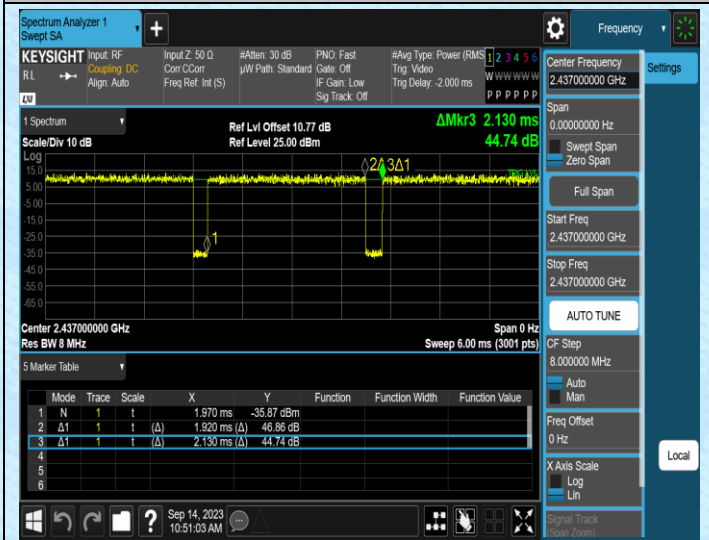 Spectrum Analyzer 1
Swept SA
+
Frequency
KEYSIGHT
RL
LXI
Input: RF
Coupling: DC
Align: Auto
Input Z: 50 Ω
Corr CCorr
Freq Ref: Int (S)
#Atten: 30 dB
µW Path: Standard
PNO: Fast
Gate: Off
IF Gain: Low
Sig Track: Off
#Avg Type: Power (RMS
Trig: Video
Trig Delay: -2.000 ms
1 2 3 4 5 6
W W W W W W
P P P P P P
1 Spectrum
Scale/Div 10 dB
Log
Ref Lvl Offset 10.77 dB
Ref Level 25.00 dBm
ΔMkr3 2.130 ms
44.74 dB
2Δ 3Δ1
1
15.0
5.00
-5.00
-15.0
-25.0
-35.0
-45.0
-55.0
-65.0
Center 2.437000000 GHz
Res BW 8 MHz
Span 0 Hz
Sweep 6.00 ms (3001 pts)
5 Marker Table
Mode Trace Scale X Y Function Function Width Function Value
1 N 1 t 1.970 ms -35.87 dBm
2 Δ1 1 t (Δ) 1.920 ms (Δ) 46.86 dB
3 Δ1 1 t (Δ) 2.130 ms (Δ) 44.74 dB
4
5
6
Sep 14, 2023
10:51:03 AM
?
Center Frequency
2.437000000 GHz
Span
0.00000000 Hz
Swept Span
Zero Span
Full Span
Start Freq
2.437000000 GHz
Stop Freq
2.437000000 GHz
AUTO TUNE
CF Step
8.000000 MHz
Auto
Man
Freq Offset
0 Hz
X Axis Scale
Log
Lin
Signal Track
(Span Zoom)
Settings
Local